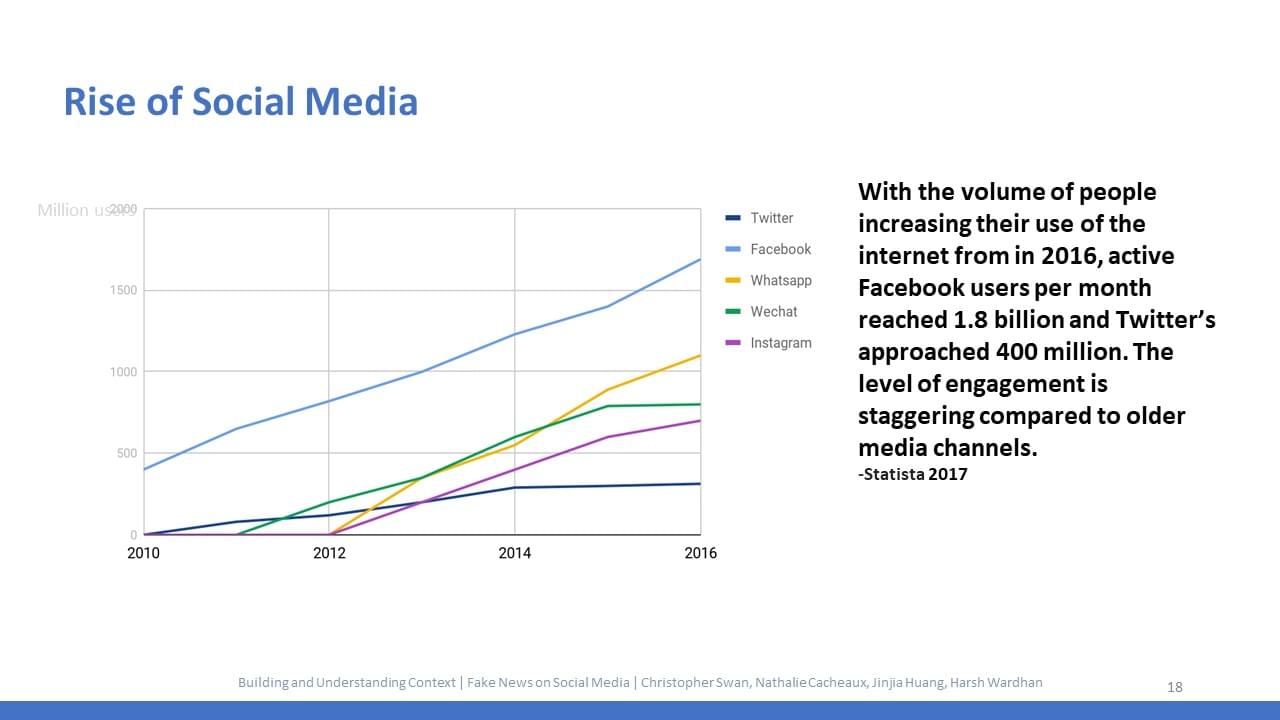 Rise of Social Media
Million users
2000
1500
1000
500
0
2010
2012
2014
2016
Twitter
Facebook
Whatsapp
Wechat
Instagram
With the volume of people
increasing their use of the
internet from in 2016, active
Facebook users per month
reached 1.8 billion and Twitter’s
approached 400 million. The
level of engagement is
staggering compared to older
media channels.
-Statista 2017
Building and Understanding Context | Fake News on Social Media | Christopher Swan, Nathalie Cacheaux, Jinjia Huang, Harsh Wardhan
18